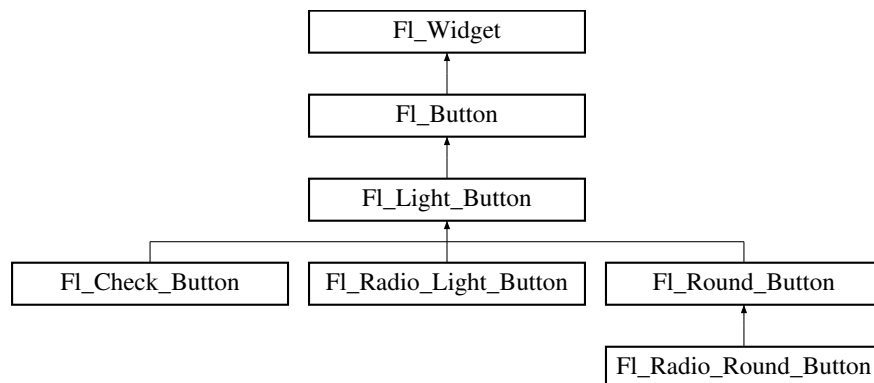 Fl_Widget
Fl_Button
Fl_Light_Button
Fl_Check_Button
Fl_Radio_Light_Button
Fl_Round_Button
Fl_Radio_Round_Button